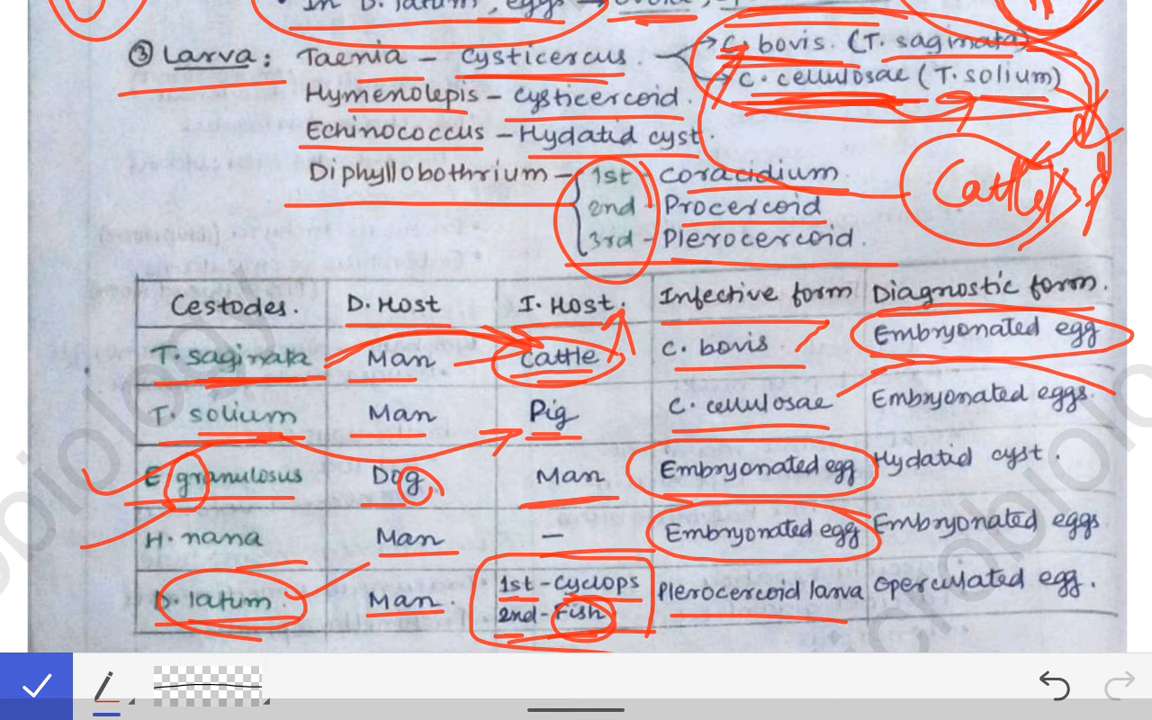 In D. latum, eggs
③ Larva: Taenia - Cysticercus → C. bovis. (T. saginata)
→ C. cellulosae (T. solium)
Hymenolepis - Cysticercoid.
Echinococcus - Hydatid cyst.
Diphyllobothrium - 1st - Coracidium
2nd - Procercoid
3rd - Plerocercoid.
Cattle
Cestodes. D. Host I. Host. Infective form Diagnostic form.
T. saginata Man Cattle C. bovis Embryonated egg
T. solium Man Pig C. cellulosae Embryonated eggs.
E. granulosus Dog Man Embryonated egg Hydatid cyst.
H. nana Man — Embryonated egg Embryonated eggs
D. latum. Man. 1st - Cyclops Plerocercoid larva Operculated egg.
2nd - Fish